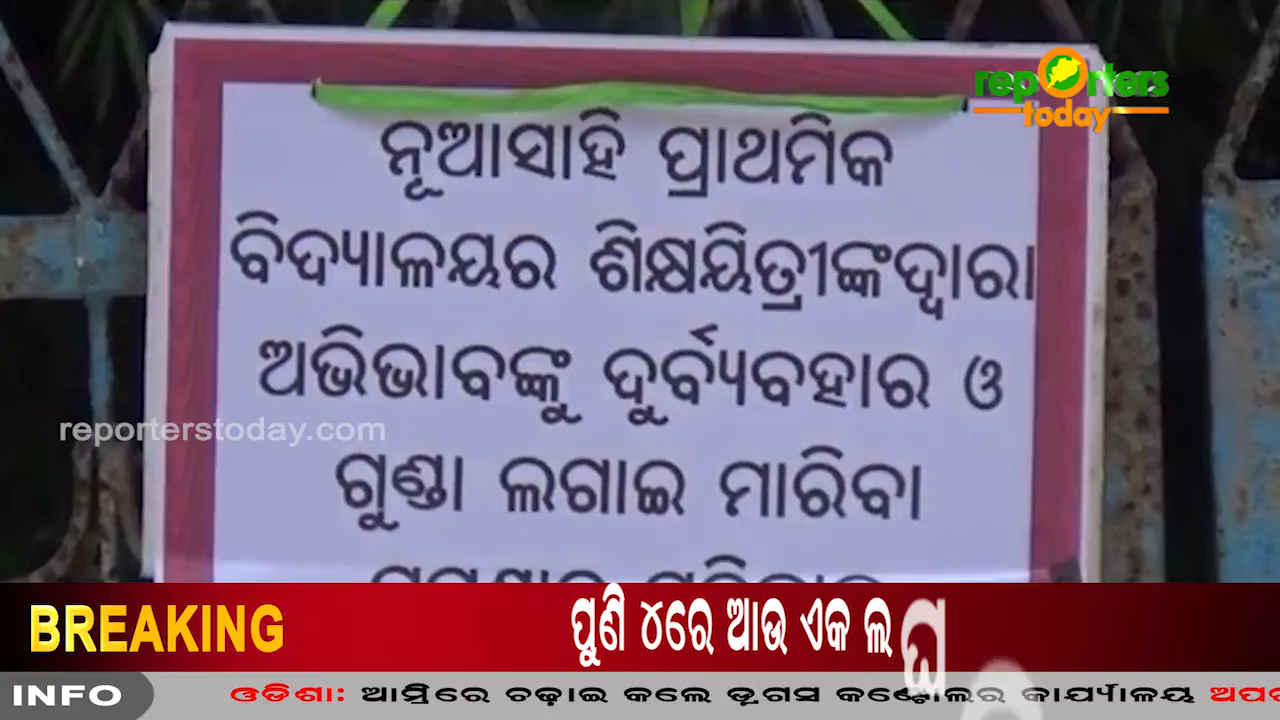 reporters
today
ନୂଆସାହି ପ୍ରାଥମିକ
ବିଦ୍ୟାଳୟର ଶିକ୍ଷୟିତ୍ରୀଙ୍କଦ୍ୱାରା
ଅଭିଭାବଙ୍କୁ ଦୁର୍ବ୍ୟବହାର ଓ
reporterstoday.com
ଗୁଣ୍ଡା ଲଗାଇ ମାରିବା
BREAKING ପୁଣି ୪ରେ ଆଉ ଏକ ଲ
INFO ଓଡିଶା: ଆସ୍ତିରେ ଚଢ଼ାଇ କଲେ ଡ୍ରଗସ କଣ୍ଟ୍ରୋଲର କାର୍ଯ୍ୟାଳୟ